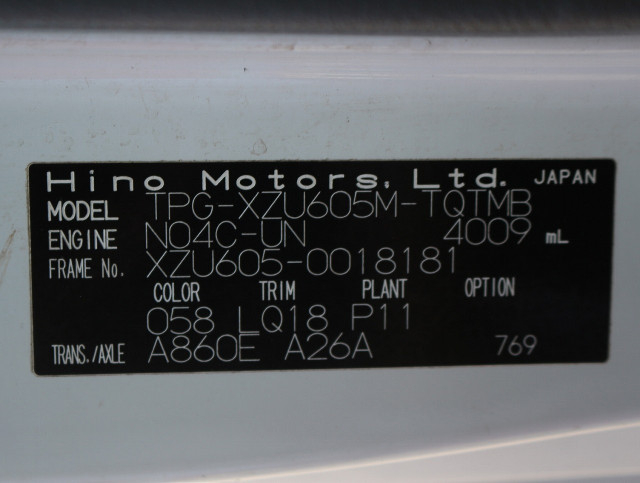 Hino Motors, Ltd. JAPAN
MODEL TPG-XZU605M-TQTMB
ENGINE N04C-UN 4009 mL
FRAME No. XZU605-0018181
COLOR TRIM PLANT OPTION
058 LQ18 P11
TRANS./AXLE A860E A26A 769